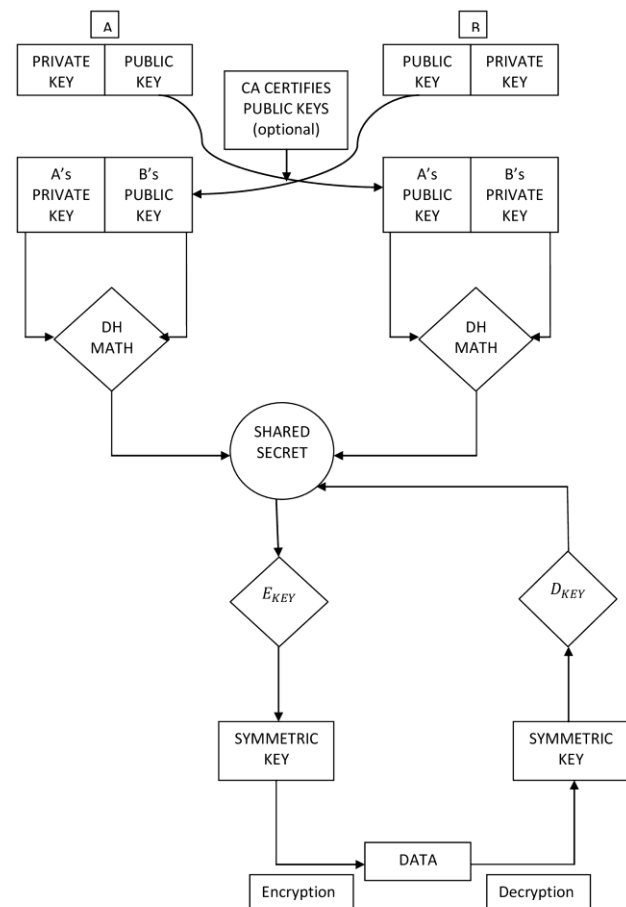 A
B
PRIVATE KEY
PUBLIC KEY
CA CERTIFIES
PUBLIC KEYS
(optional)
PUBLIC KEY
PRIVATE KEY
A's
PRIVATE
KEY
B's
PUBLIC
KEY
A's
PUBLIC
KEY
B's
PRIVATE
KEY
DH
MATH
DH
MATH
SHARED
SECRET
E_KEY
D_KEY
SYMMETRIC
KEY
SYMMETRIC
KEY
DATA
Encryption
Decryption